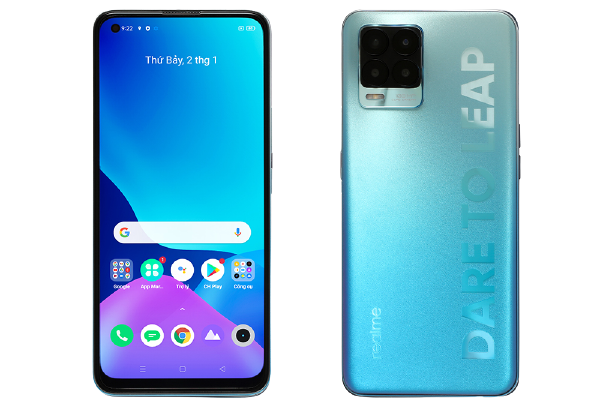 9:22
Thứ Bảy, 2 thg 1
Google
App Mar...
Trợ lý
CH Play
Công cụ
DARE TO LEAP
realme